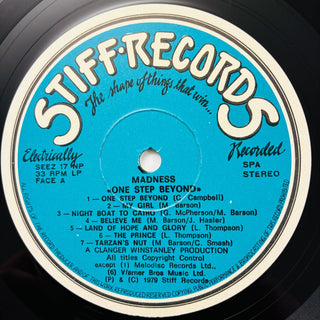 STIFF·RECORDS
The shape of things that win...
Electrically
Recorded
SEEZ 17 NP
33 RPM LP
FACE A
SPA
STEREO
MADNESS
«ONE STEP BEYOND»
1 — ONE STEP BEYOND (C. Campbell)
2 — MY GIRL (M. Barson)
3 — NIGHT BOAT TO CAIRO (G. McPherson/M. Barson)
4 — BELIEVE ME (M. Barson/J. Hasler)
5 — LAND OF HOPE AND GLORY (L. Thompson)
6 — THE PRINCE (L. Thompson)
7 — TARZAN'S NUT (M. Barson/C. Smash)
A CLANGER WINSTANLEY PRODUCTION
All titles Copyright Control
except (1) Melodisc Records Ltd.,
(6) Warner Bros Music Ltd.
(P) & (C) 1979 Stiff Records